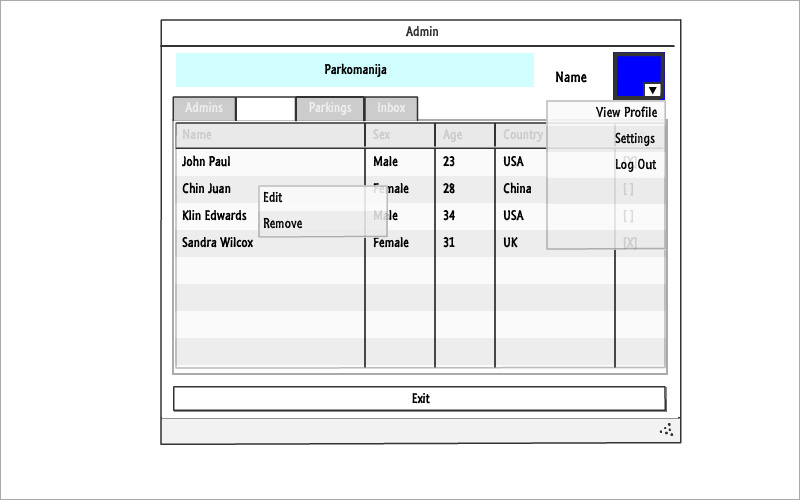 Admin
Parkomanija
Name
Admins Parkings Inbox
View Profile
Name Sex Age Country
Settings
John Paul Male 23 USA
Log Out
Chin Juan Female 28 China [ ]
Edit
Klin Edwards Male 34 USA [ ]
Remove
Sandra Wilcox Female 31 UK [X]
Exit